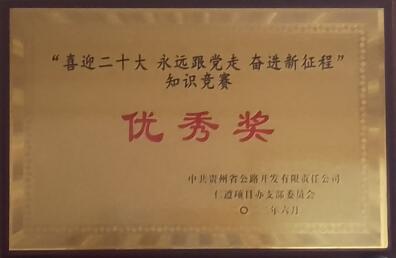 “喜迎二十大 永远跟党走 奋进新征程”
知识竞赛
优秀奖
中共贵州省公路开发有限责任公司
仁遵项目办支部委员会
年六月